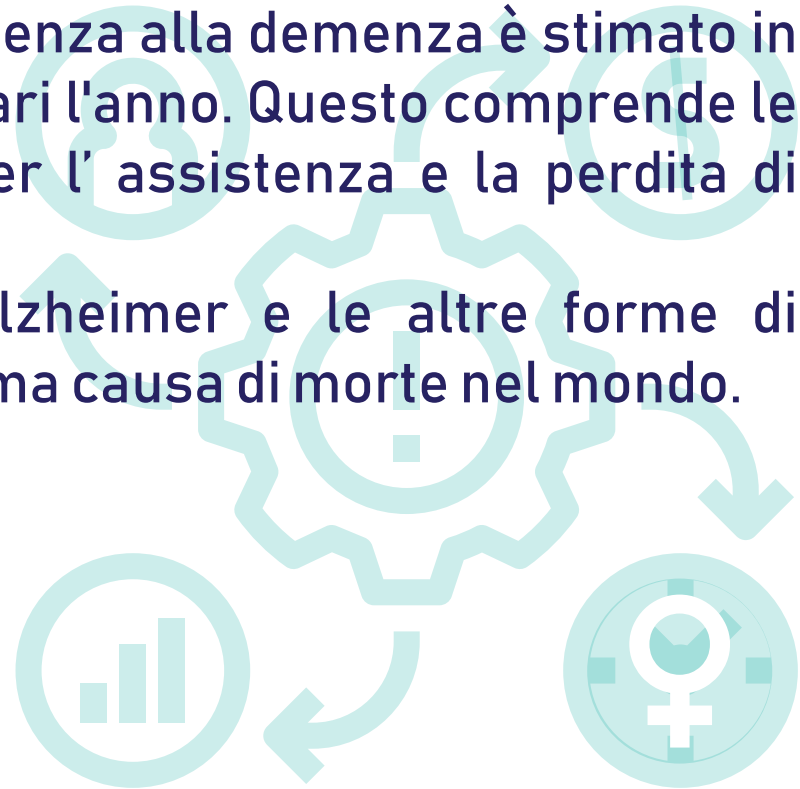 enza alla demenza è stimato in
ari l'anno. Questo comprende le
er l’ assistenza e la perdita di
lzheimer e le altre forme di
ma causa di morte nel mondo.